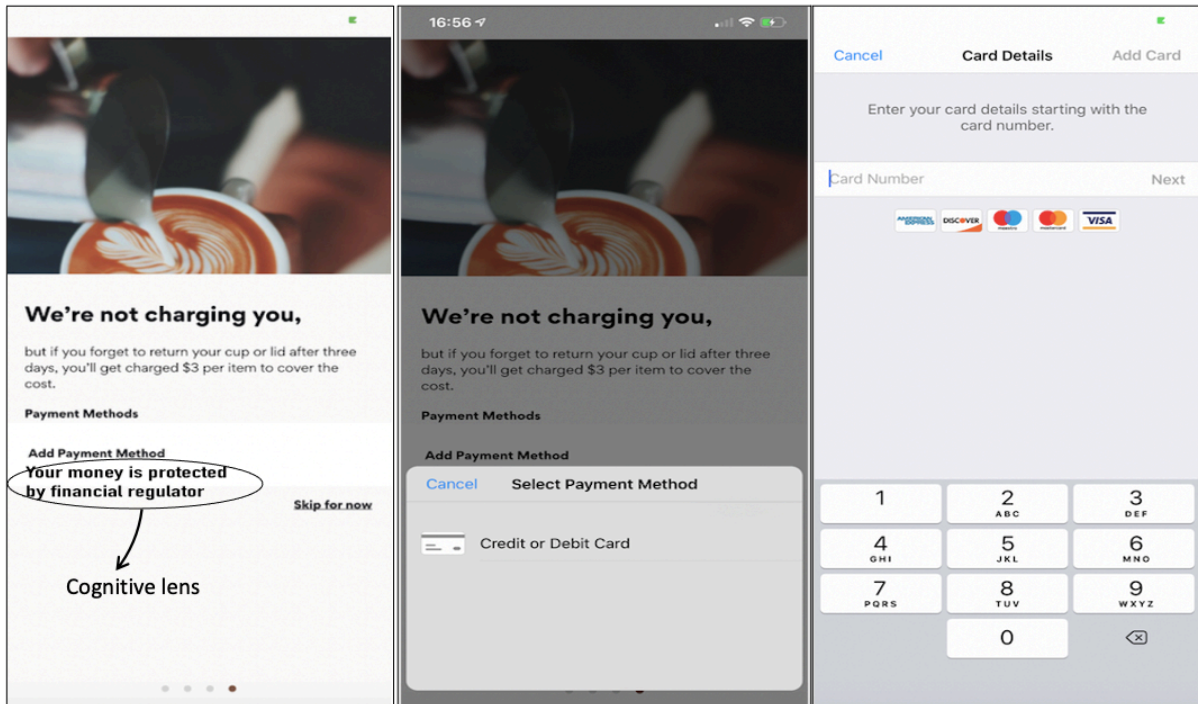 We're not charging you,
but if you forget to return your cup or lid after three
days, you'll get charged $3 per item to cover the
cost.
Payment Methods
Add Payment Method
Your money is protected
by financial regulator
Skip for now
Cognitive lens
16:56
We're not charging you,
but if you forget to return your cup or lid after three
days, you'll get charged $3 per item to cover the
cost.
Payment Methods
Add Payment Method
Cancel Select Payment Method
Credit or Debit Card
Cancel Card Details Add Card
Enter your card details starting with the
card number.
Card Number Next
AMERICAN EXPRESS DISCOVER maestro mastercard VISA
1 2 3
ABC DEF
4 5 6
GHI JKL MNO
7 8 9
PQRS TUV WXYZ
0